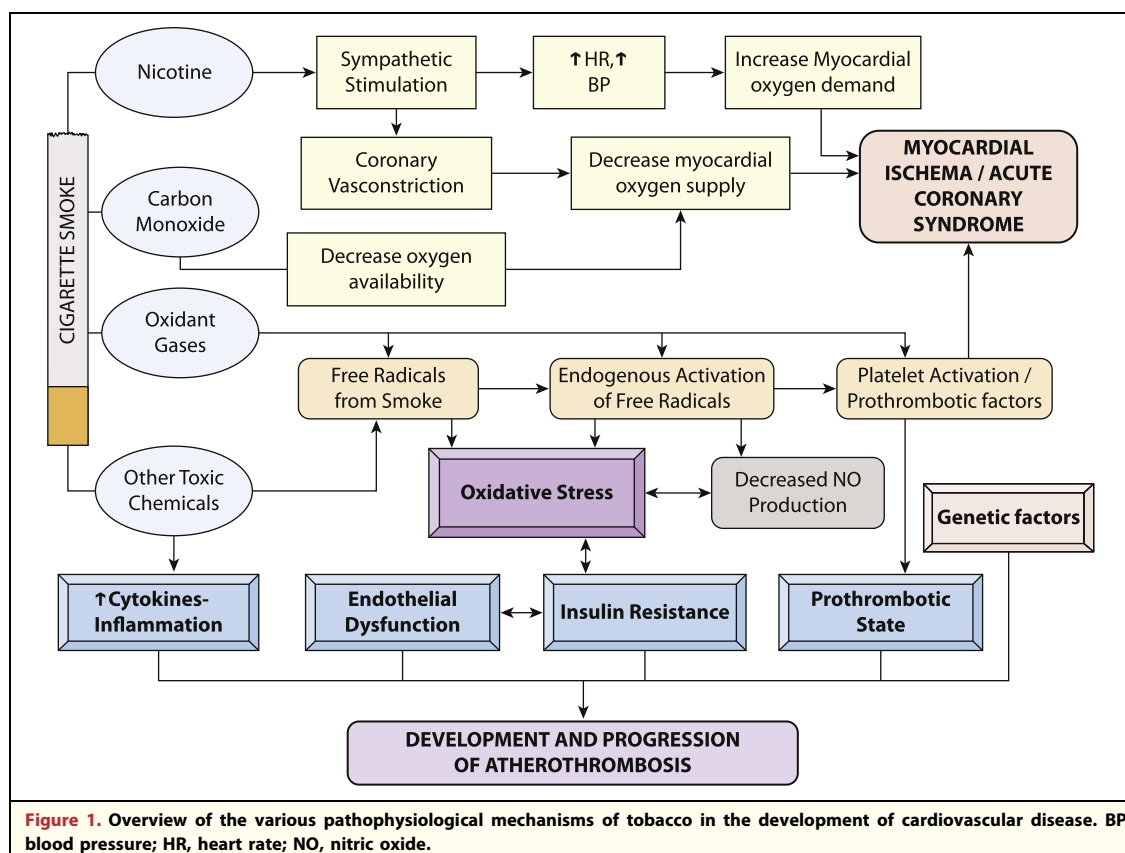 Nicotine
Sympathetic
Stimulation
↑HR,↑
BP
Increase Myocardial
oxygen demand
CIGARETTE SMOKE
Carbon
Monoxide
Coronary
Vasconstriction
Decrease myocardial
oxygen supply
MYOCARDIAL
ISCHEMA / ACUTE
CORONARY
SYNDROME
Decrease oxygen
availability
Oxidant
Gases
Free Radicals
from Smoke
Endogenous Activation
of Free Radicals
Platelet Activation /
Prothrombotic factors
Other Toxic
Chemicals
Oxidative Stress
Decreased NO
Production
Genetic factors
↑Cytokines-
Inflammation
Endothelial
Dysfunction
Insulin Resistance
Prothrombotic
State
DEVELOPMENT AND PROGRESSION
OF ATHEROTHROMBOSIS
Figure 1. Overview of the various pathophysiological mechanisms of tobacco in the development of cardiovascular disease. BP
blood pressure; HR, heart rate; NO, nitric oxide.